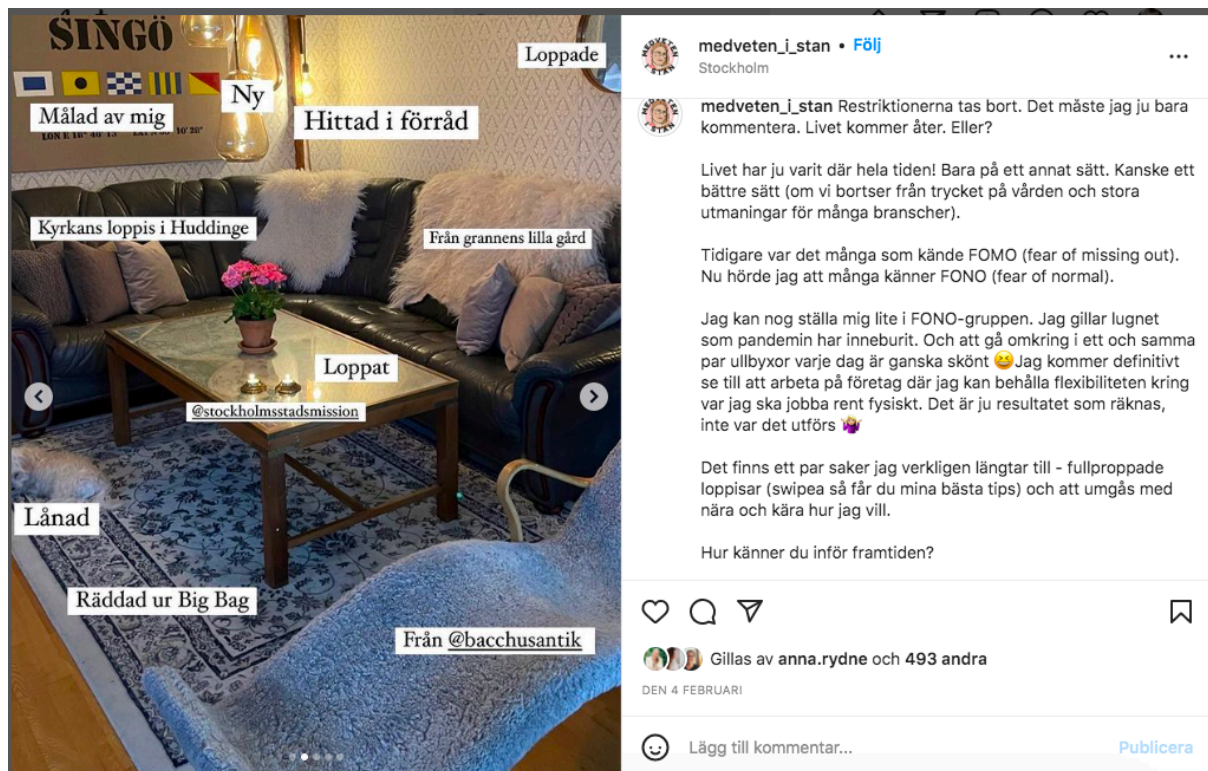 SINGÖ
Loppade
Ny
Målad av mig
Hittad i förråd
Kyrkans loppis i Huddinge
Från grannens lilla gård
Loppat
@stockholmsstadsmission
Lånad
Räddad ur Big Bag
Från @bacchusantik
medveten_i_stan • Följ
Stockholm
MEDVETEN
I STAN
medveten_i_stan Restriktionerna tas bort. Det måste jag ju bara
kommentera. Livet kommer åter. Eller?
Livet har ju varit där hela tiden! Bara på ett annat sätt. Kanske ett
bättre sätt (om vi bortser från trycket på vården och stora
utmaningar för många branscher).
Tidigare var det många som kände FOMO (fear of missing out).
Nu hörde jag att många känner FONO (fear of normal).
Jag kan nog ställa mig lite i FONO-gruppen. Jag gillar lugnet
som pandemin har inneburit. Och att gå omkring i ett och samma
par ullbyxor varje dag är ganska skönt 😆Jag kommer definitivt
se till att arbeta på företag där jag kan behålla flexibiliteten kring
var jag ska jobba rent fysiskt. Det är ju resultatet som räknas,
inte var det utförs 🤷‍♀️
Det finns ett par saker jag verkligen längtar till - fullproppade
loppisar (swipea så får du mina bästa tips) och att umgås med
nära och kära hur jag vill.
Hur känner du inför framtiden?
Gillas av anna.rydne och 493 andra
DEN 4 FEBRUARI
Lägg till kommentar...
Publicera